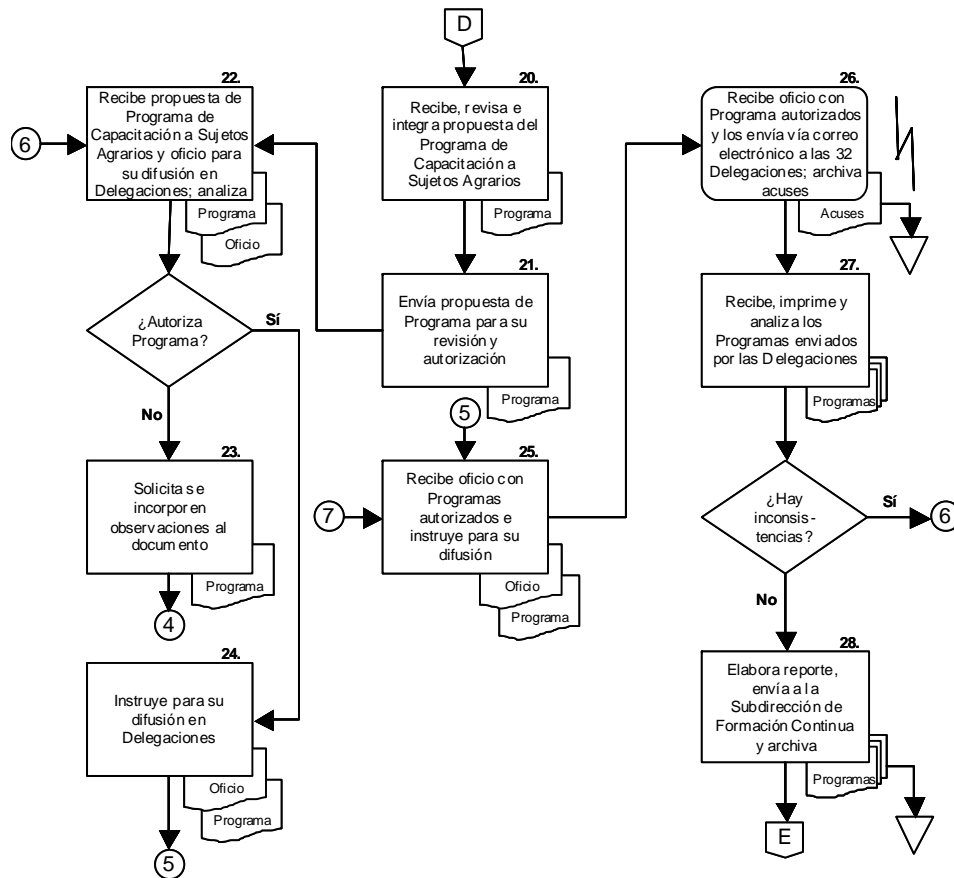 D
22.
Recibe propuesta de
Programa de
Capacitación a Sujetos
Agrarios y oficio para
su difusión en
Delegaciones; analiza
Programa
Oficio
6
¿Autoriza
Programa?
Sí
No
23.
Solicita se
incorporen
observaciones al
documento
Programa
4
24.
Instruye para su
difusión en
Delegaciones
Oficio
Programa
5
20.
Recibe, revisa e
integra propuesta del
Programa de
Capacitación a
Sujetos Agrarios
Programa
21.
Envía propuesta de
Programa para su
revisión y
autorización
Programa
5
25.
Recibe oficio con
Programas
autorizados e
instruye para su
difusión
7
Oficio
Programa
26.
Recibe oficio con
Programa autorizados
y los envía vía correo
electrónico a las 32
Delegaciones; archiva
acuses
Acuses
27.
Recibe, imprime y
analiza los
Programas enviados
por las Delegaciones
Programas
¿Hay
inconsis-
tencias?
Sí
6
No
28.
Elabora reporte,
envía a la
Subdirección de
Formación Continua
y archiva
Programas
E